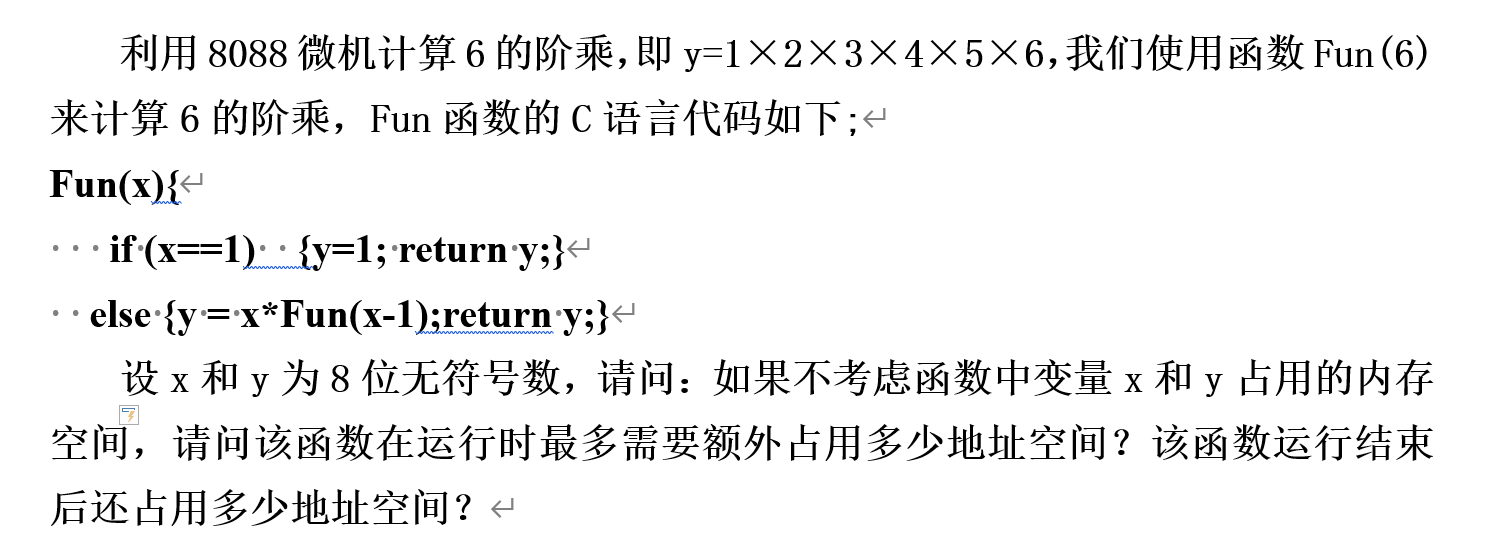 利用 8088 微机计算 6 的阶乘，即 y=1×2×3×4×5×6，我们使用函数 Fun(6)
来计算 6 的阶乘，Fun 函数的 C 语言代码如下;↵
Fun(x){↵
···if·(x==1)··{y=1;·return·y;}↵
··else·{y·=·x*Fun(x-1);return·y;}↵
设 x 和 y 为 8 位无符号数，请问：如果不考虑函数中变量 x 和 y 占用的内存
空间，请问该函数在运行时最多需要额外占用多少地址空间？该函数运行结束
后还占用多少地址空间？↵